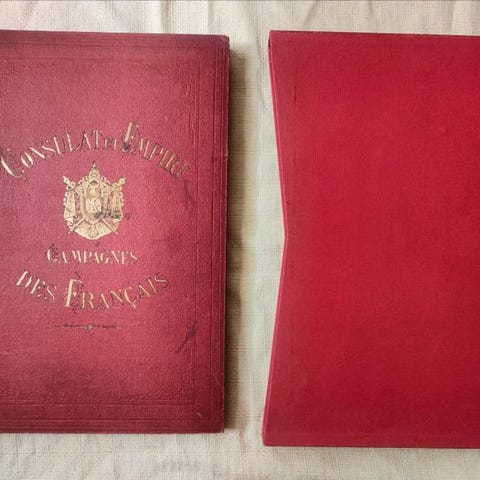 CONSULAT ET EMPIRE
CAMPAGNES
DES FRANÇAIS